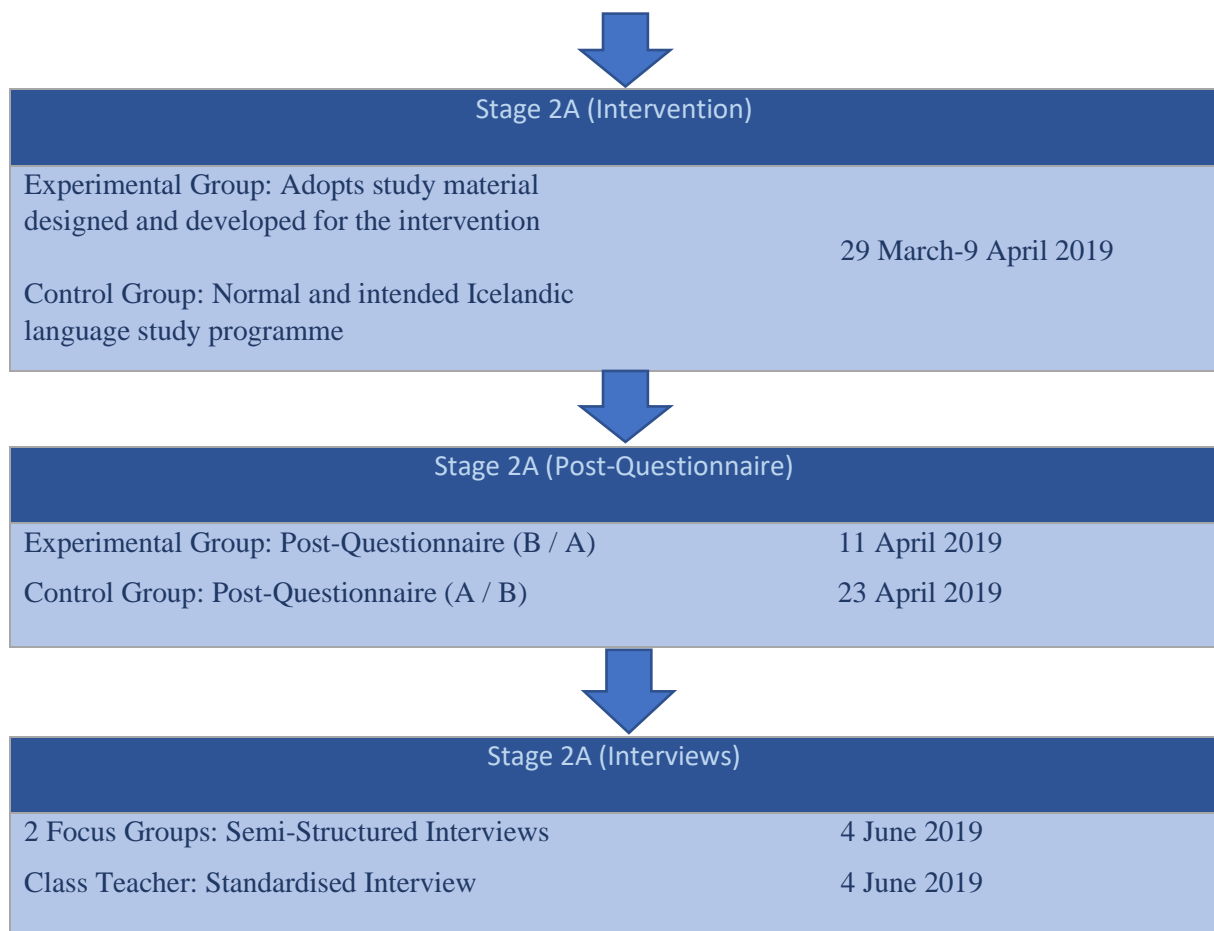 Stage 2A (Intervention)
Experimental Group: Adopts study material
designed and developed for the intervention
29 March-9 April 2019
Control Group: Normal and intended Icelandic
language study programme
Stage 2A (Post-Questionnaire)
Experimental Group: Post-Questionnaire (B / A) 11 April 2019
Control Group: Post-Questionnaire (A / B) 23 April 2019
Stage 2A (Interviews)
2 Focus Groups: Semi-Structured Interviews 4 June 2019
Class Teacher: Standardised Interview 4 June 2019